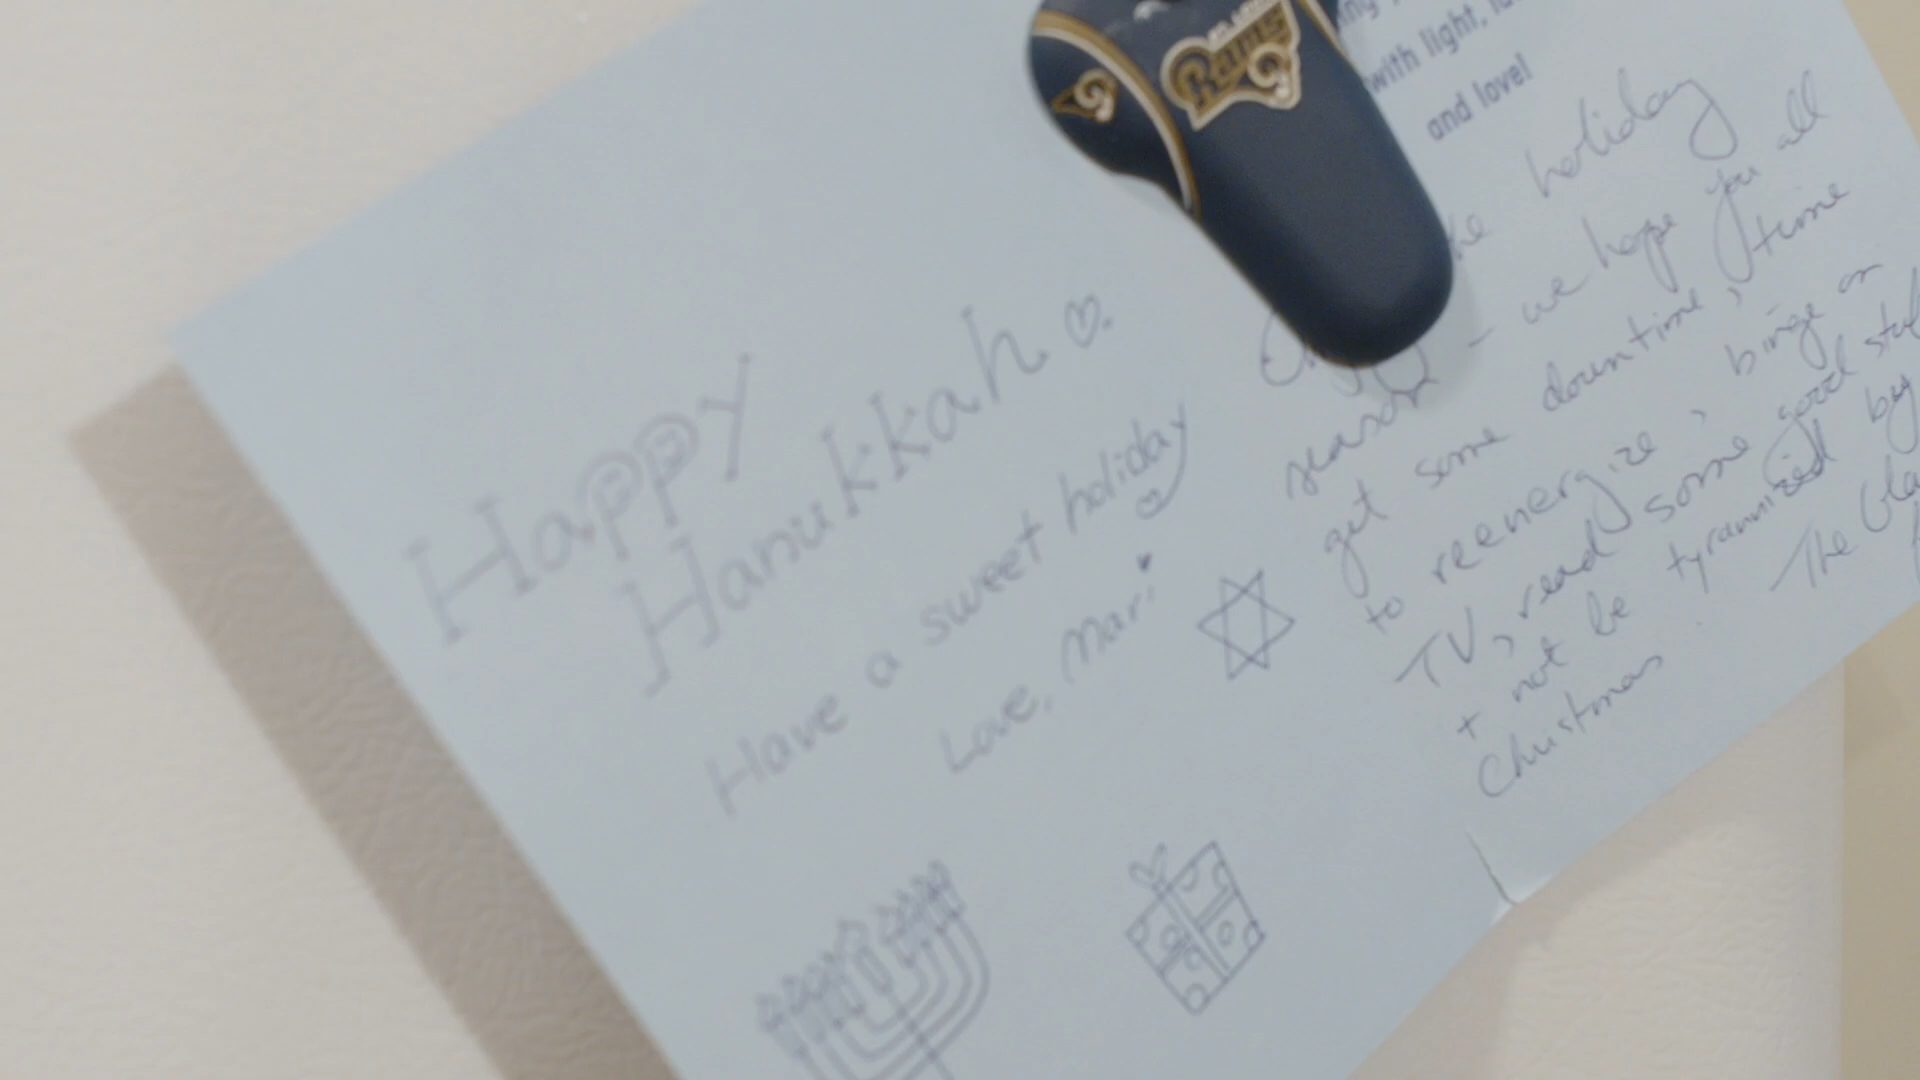 Happy
Hanukkah
Have a sweet holiday
Love, Mari
Rams
with light,
and love!
the holiday
season - we hope you all
get some downtime, time
to reenergize, binge on
TV, read some good stuff
+ not be tyrannized by
Christmas
The